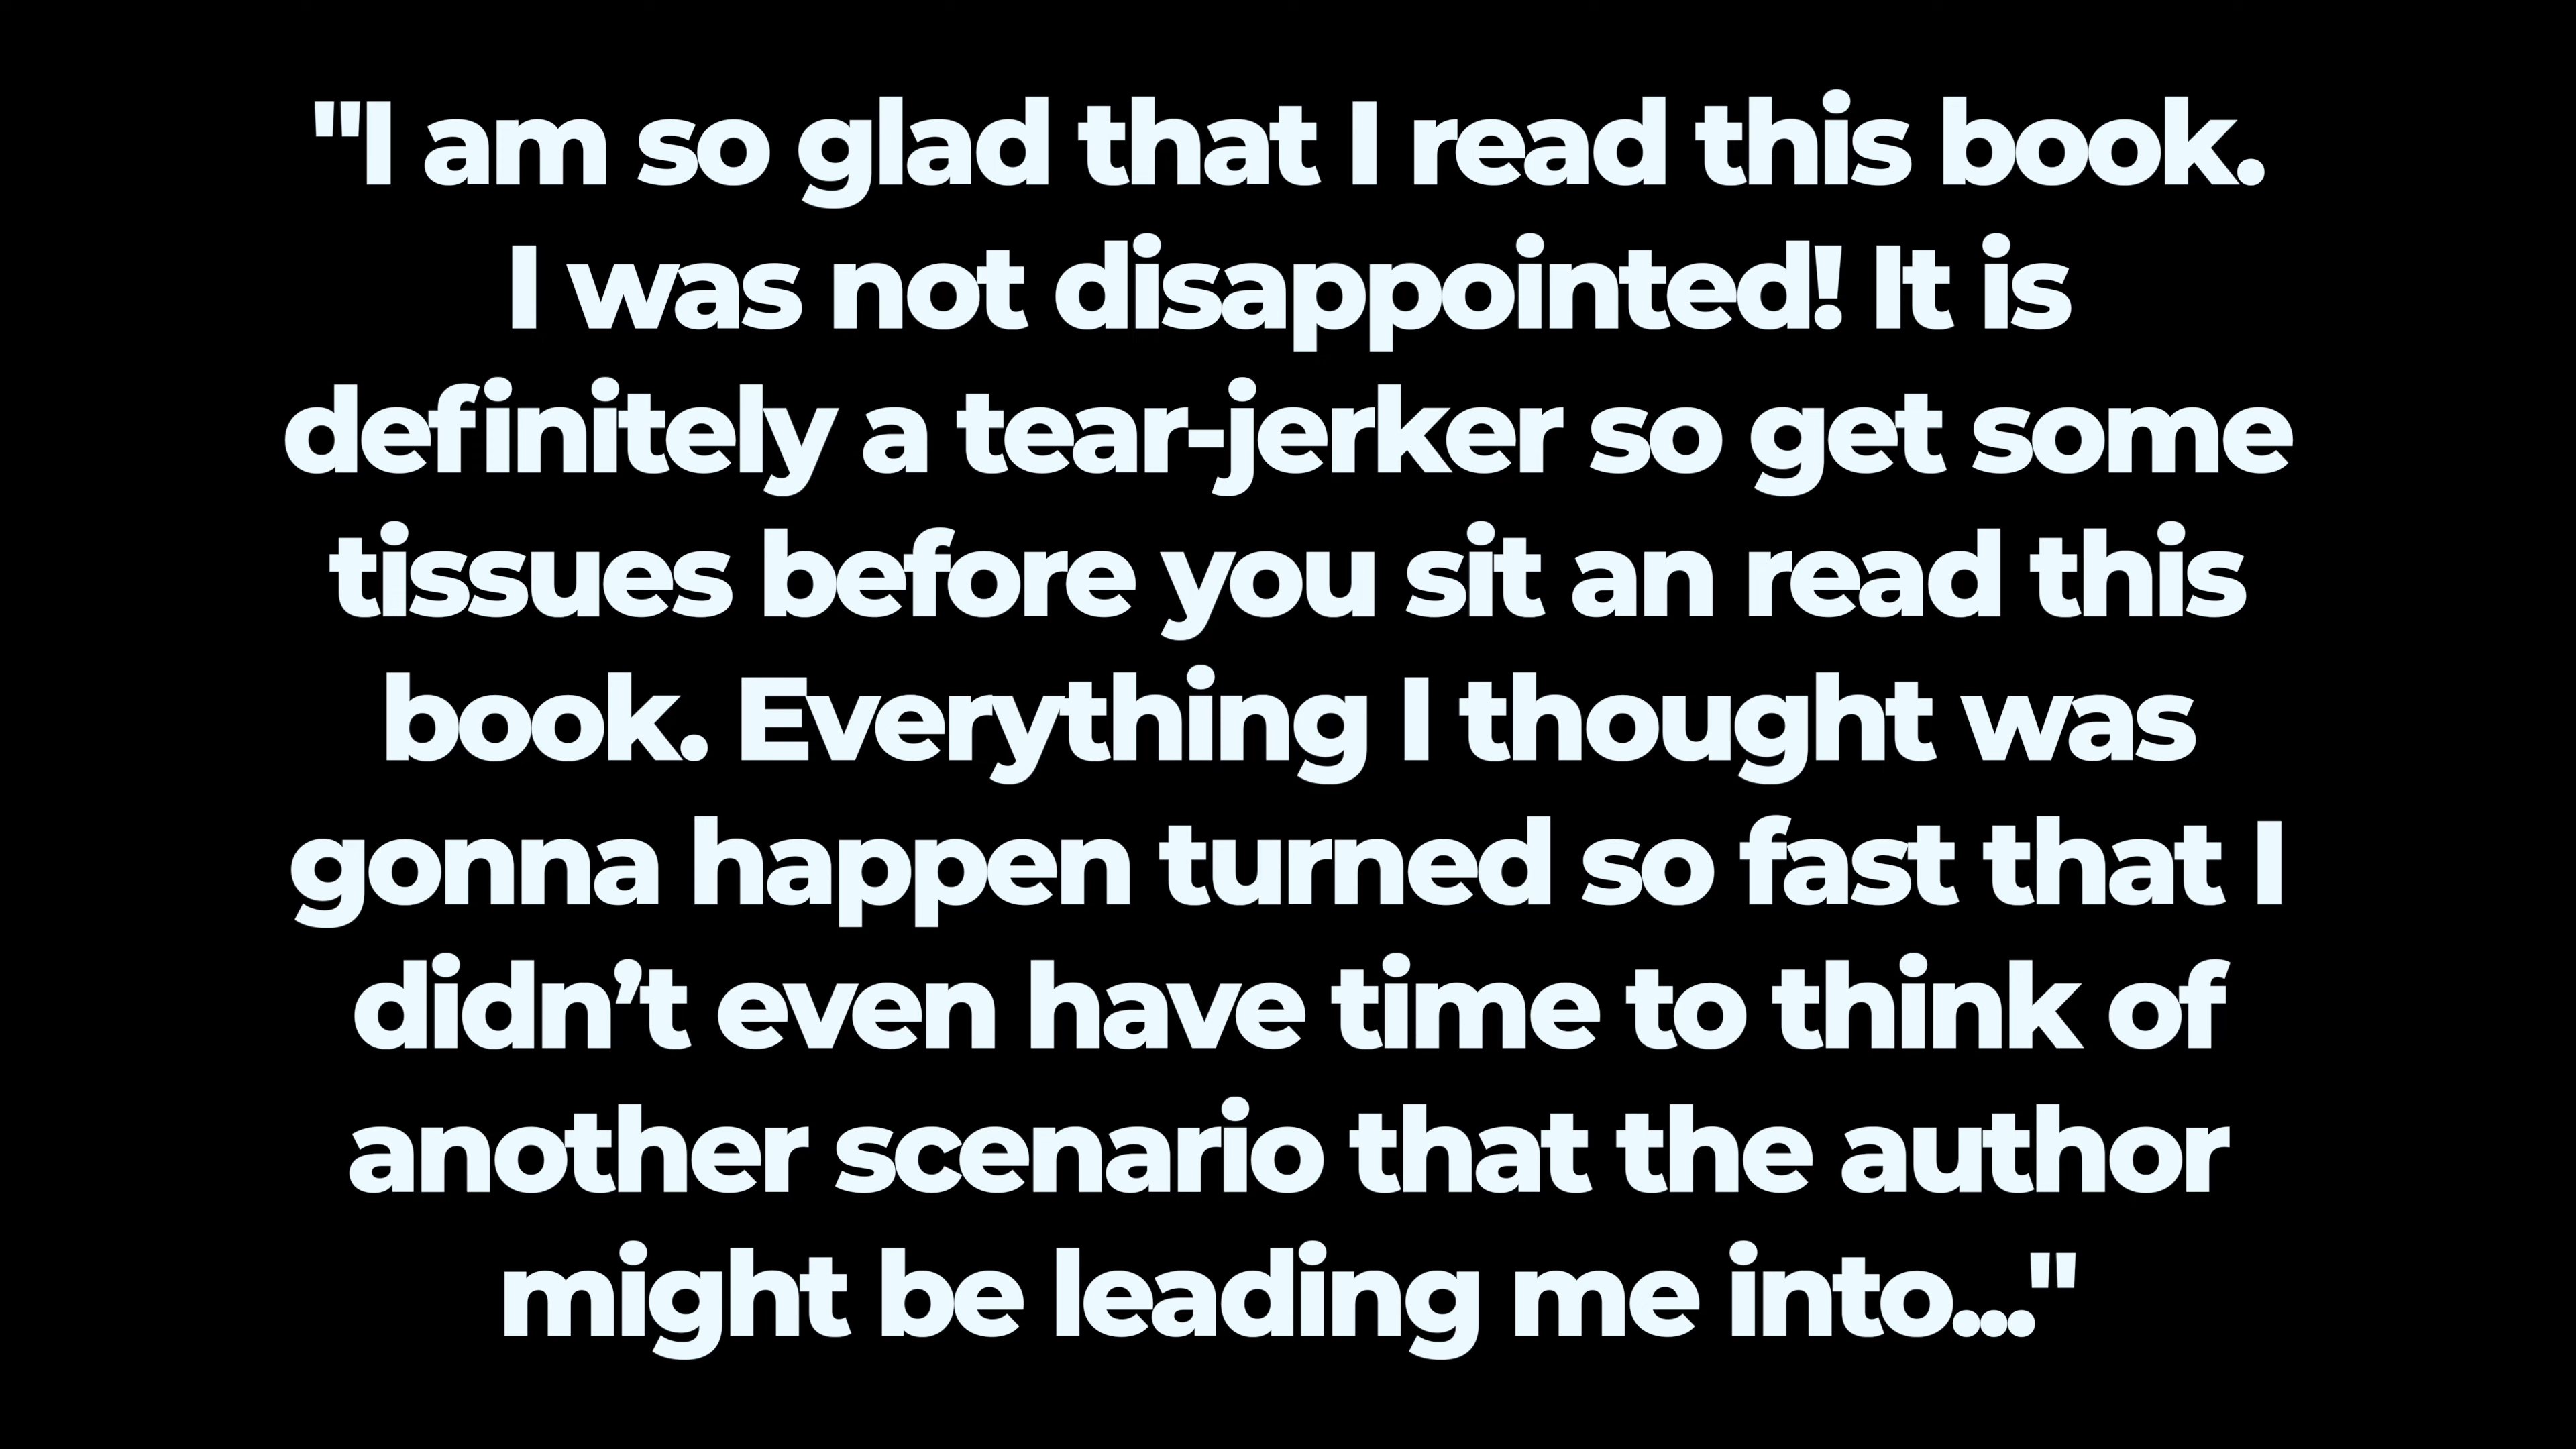 "I am so glad that I read this book.
I was not disappointed! It is
definitely a tear-jerker so get some
tissues before you sit an read this
book. Everything I thought was
gonna happen turned so fast that I
didn’t even have time to think of
another scenario that the author
might be leading me into..."